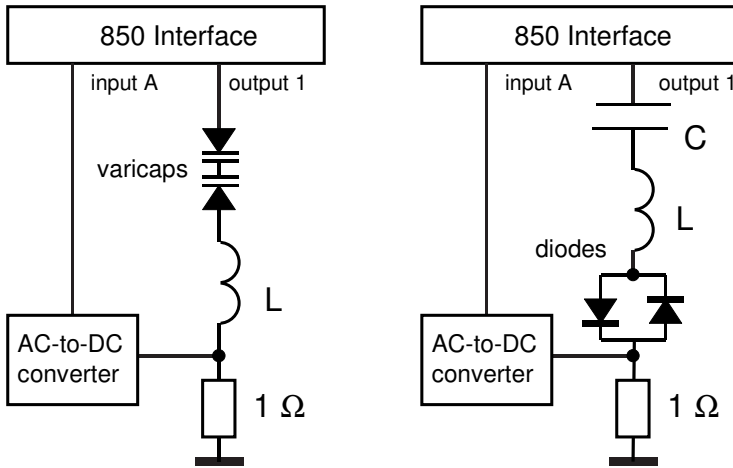 850 Interface
input A
output 1
varicaps
L
AC-to-DC
converter
1 Ω
850 Interface
input A
output 1
C
L
diodes
AC-to-DC
converter
1 Ω